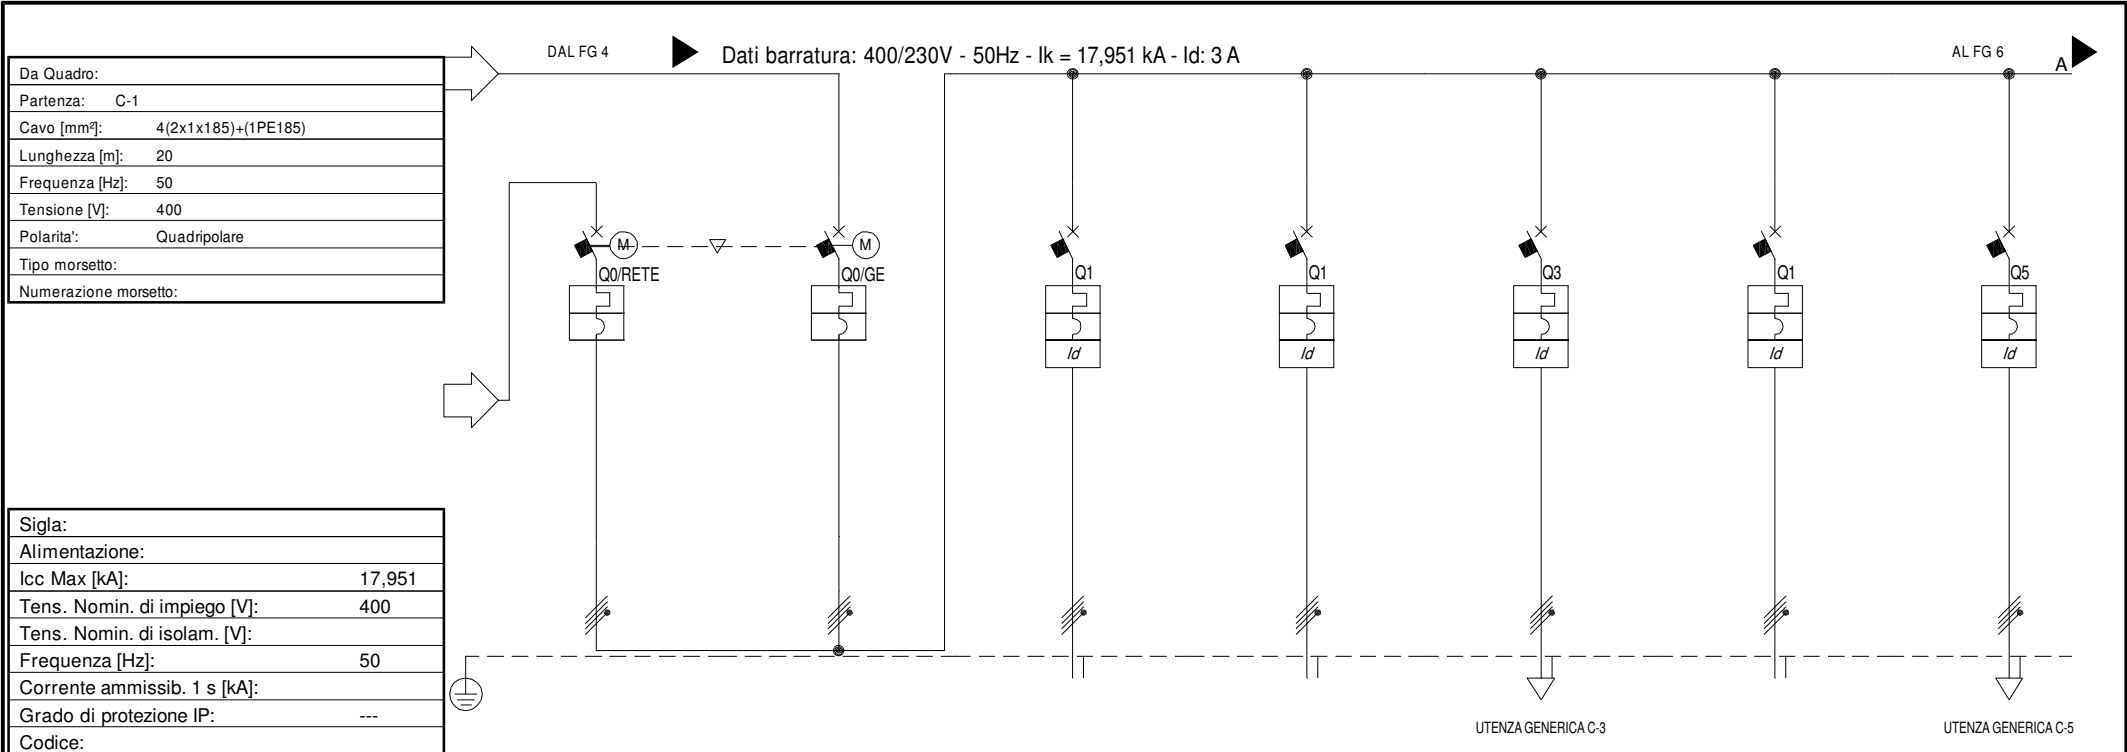 DAL FG 4
Dati barratura: 400/230V - 50Hz - Ik = 17,951 kA - Id: 3 A
AL FG 6
A
Da Quadro:
Partenza: C-1
Cavo [mm²]: 4(2x1x185)+(1PE185)
Lunghezza [m]: 20
Frequenza [Hz]: 50
Tensione [V]: 400
Polarita': Quadripolare
Tipo morsetto:
Numerazione morsetto:
M
M
Q0/RETE
Q0/GE
Q1
Q1
Q3
Q1
Q5
Id
Id
Id
Id
Id
Sigla:
Alimentazione:
Icc Max [kA]: 17,951
Tens. Nomin. di impiego [V]: 400
Tens. Nomin. di isolam. [V]:
Frequenza [Hz]: 50
Corrente ammissib. 1 s [kA]:
Grado di protezione IP: ---
Codice:
UTENZA GENERICA C-3
UTENZA GENERICA C-5